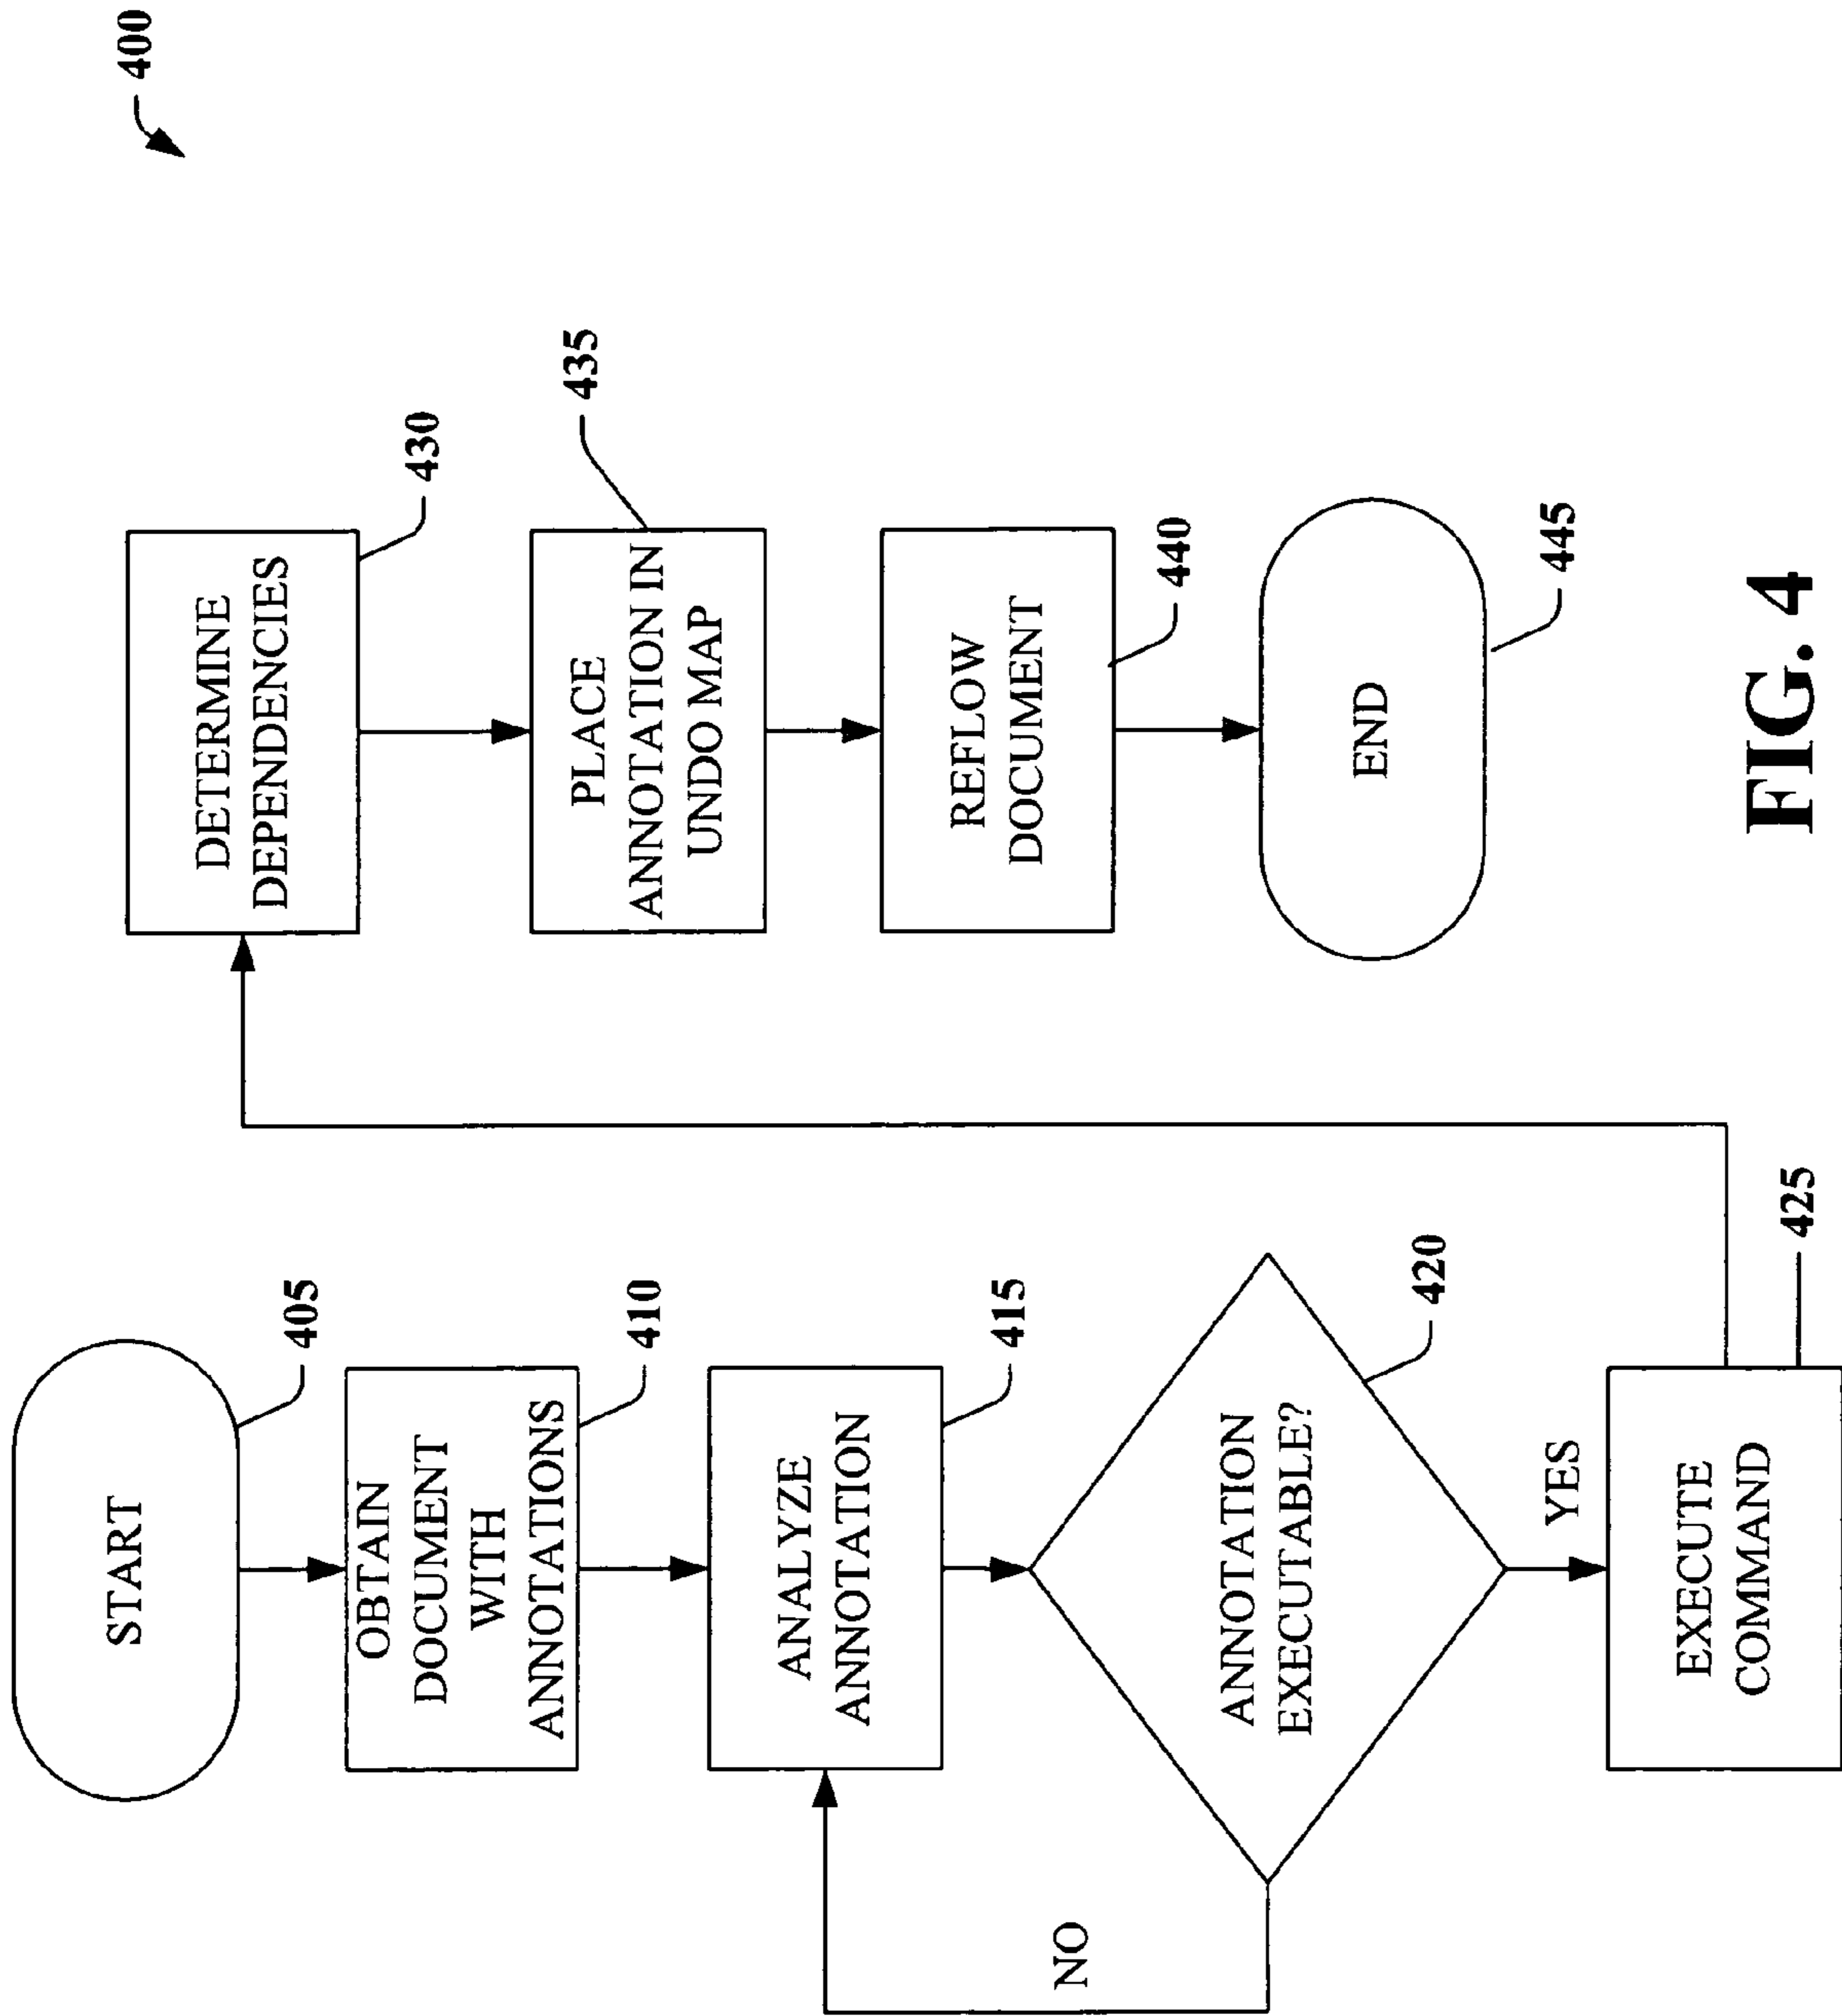 400
START
405
OBTAIN
DOCUMENT
WITH
ANNOTATIONS
410
ANALYZE
ANNOTATION
415
ANNOTATION
EXECUTABLE?
420
NO
YES
EXECUTE
COMMAND
425
DETERMINE
DEPENDENCIES
430
PLACE
ANNOTATION IN
UNDO MAP
435
REFLOW
DOCUMENT
440
END
445
FIG. 4